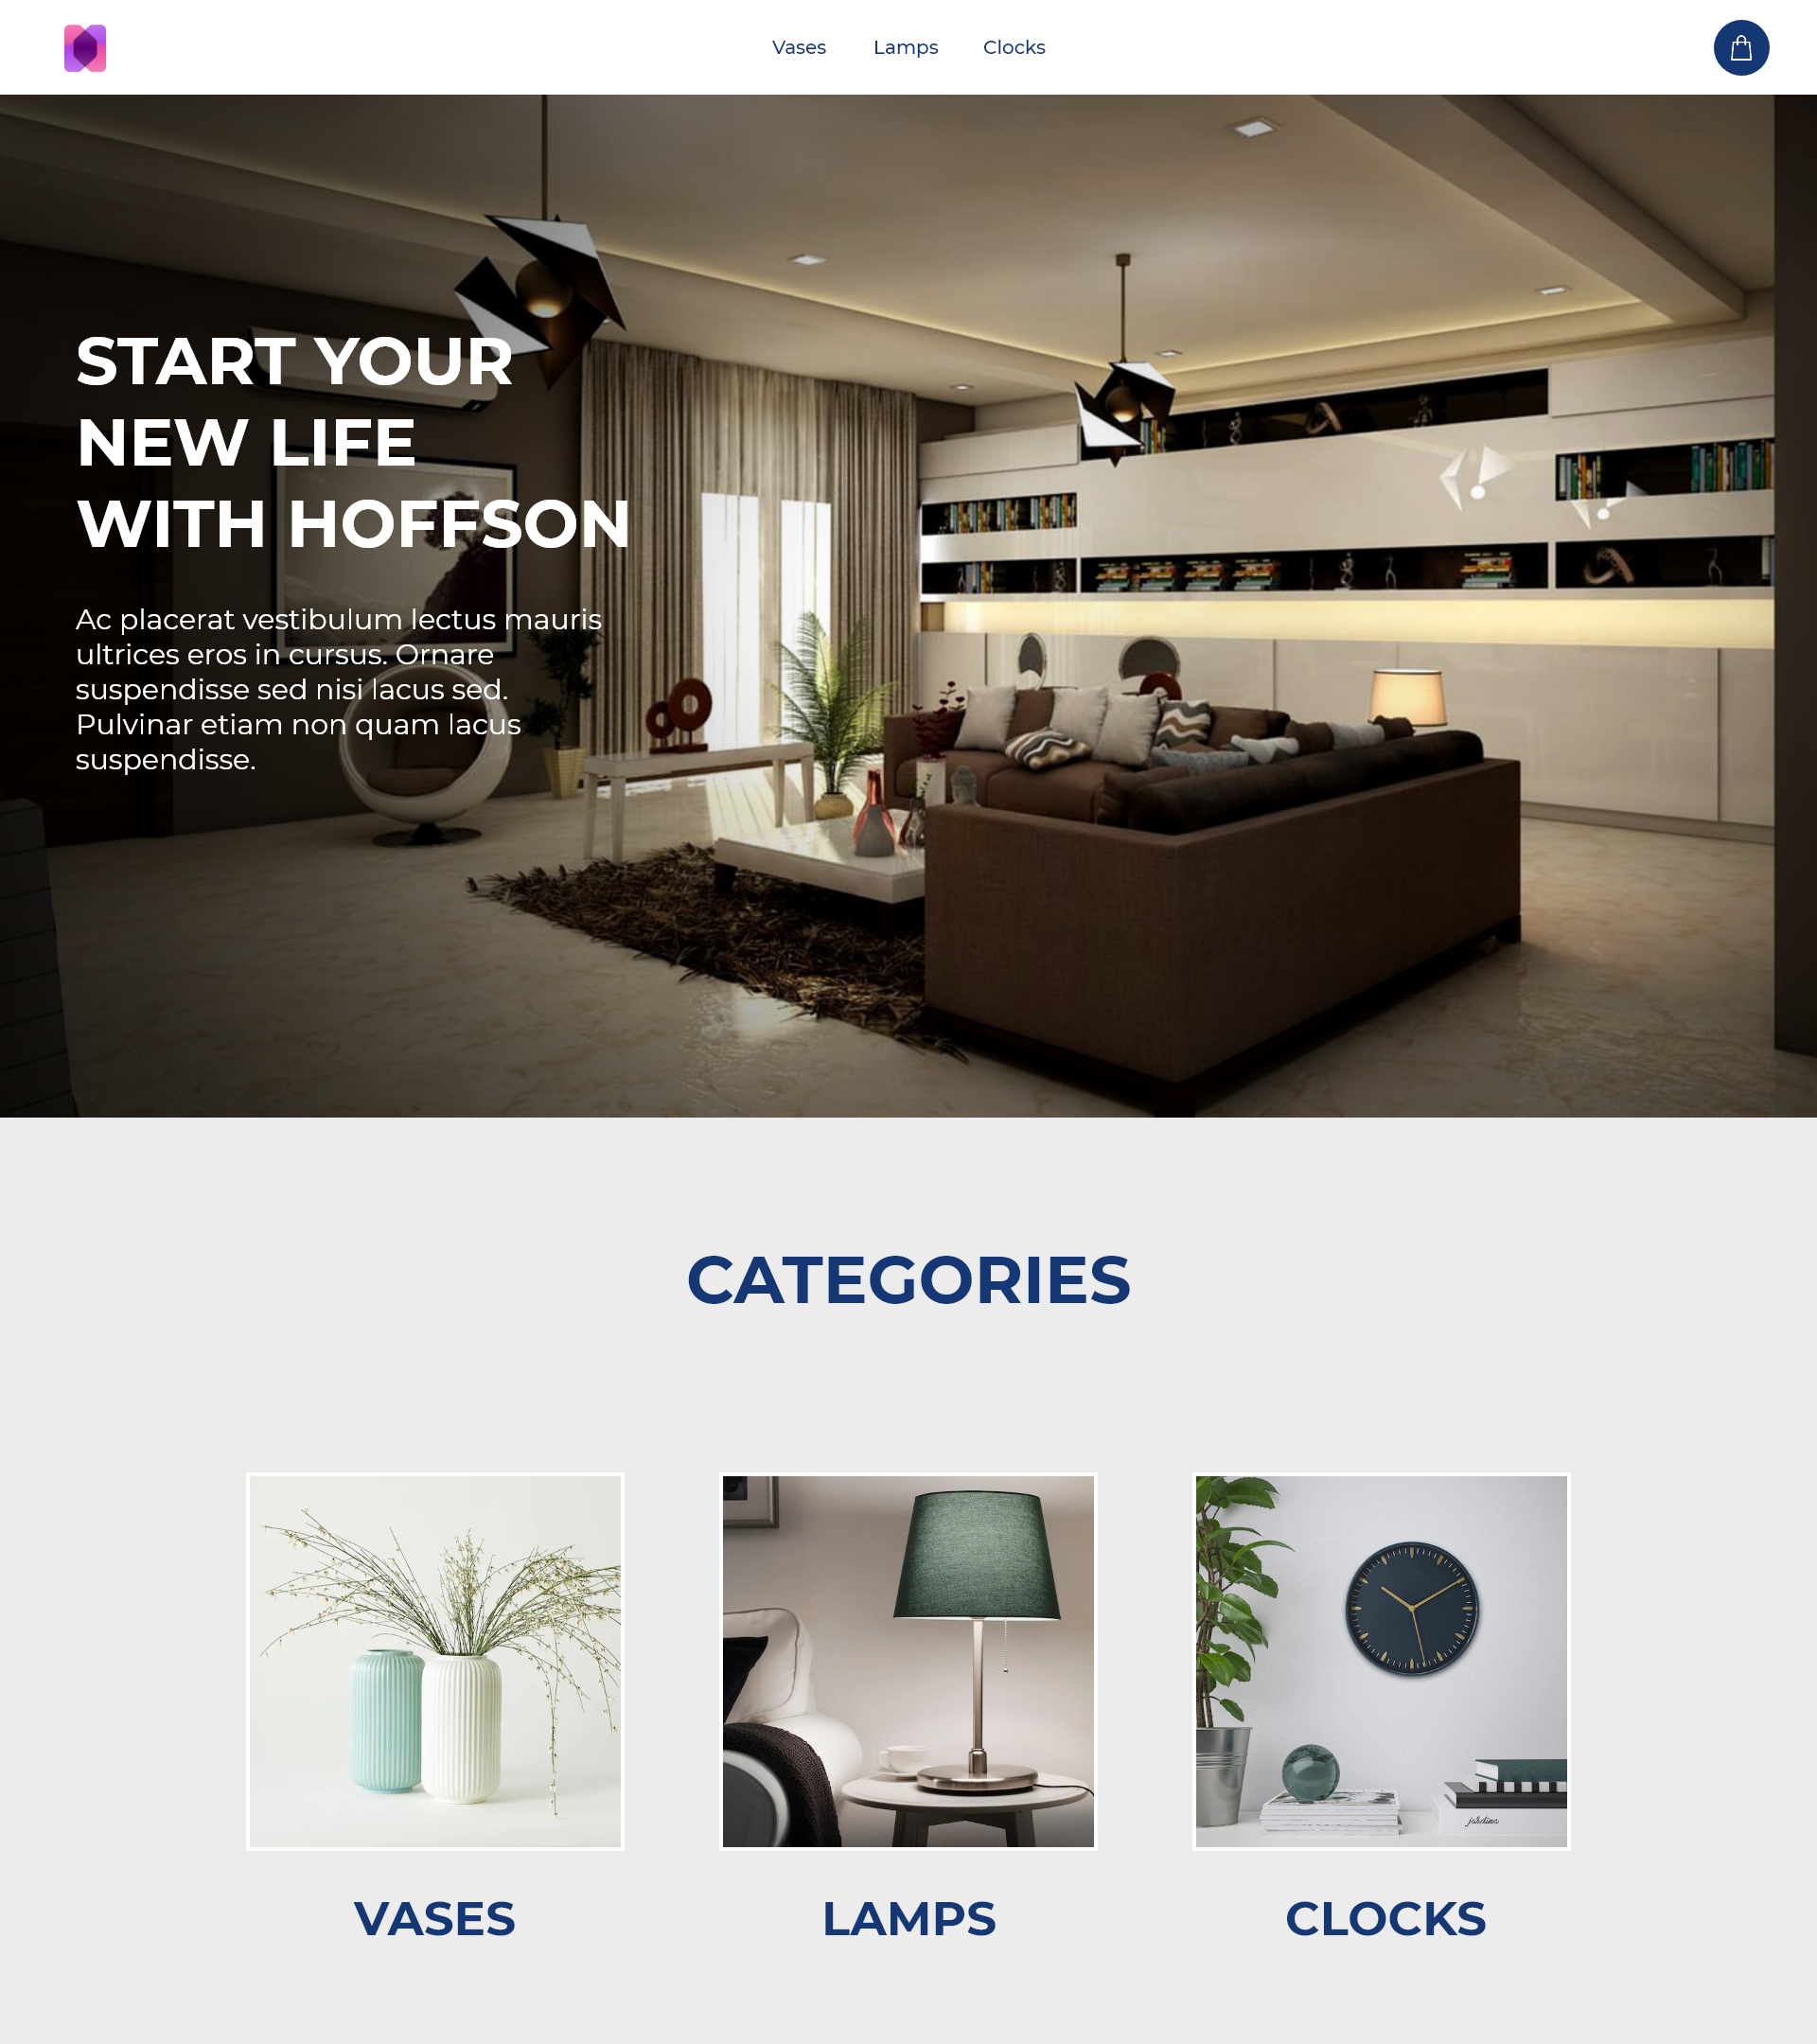 Vases Lamps Clocks
START YOUR
NEW LIFE
WITH HOFFSON
Ac placerat vestibulum lectus mauris
ultrices eros in cursus. Ornare
suspendisse sed nisi lacus sed.
Pulvinar etiam non quam lacus
suspendisse.
CATEGORIES
jardins
VASES
LAMPS
CLOCKS